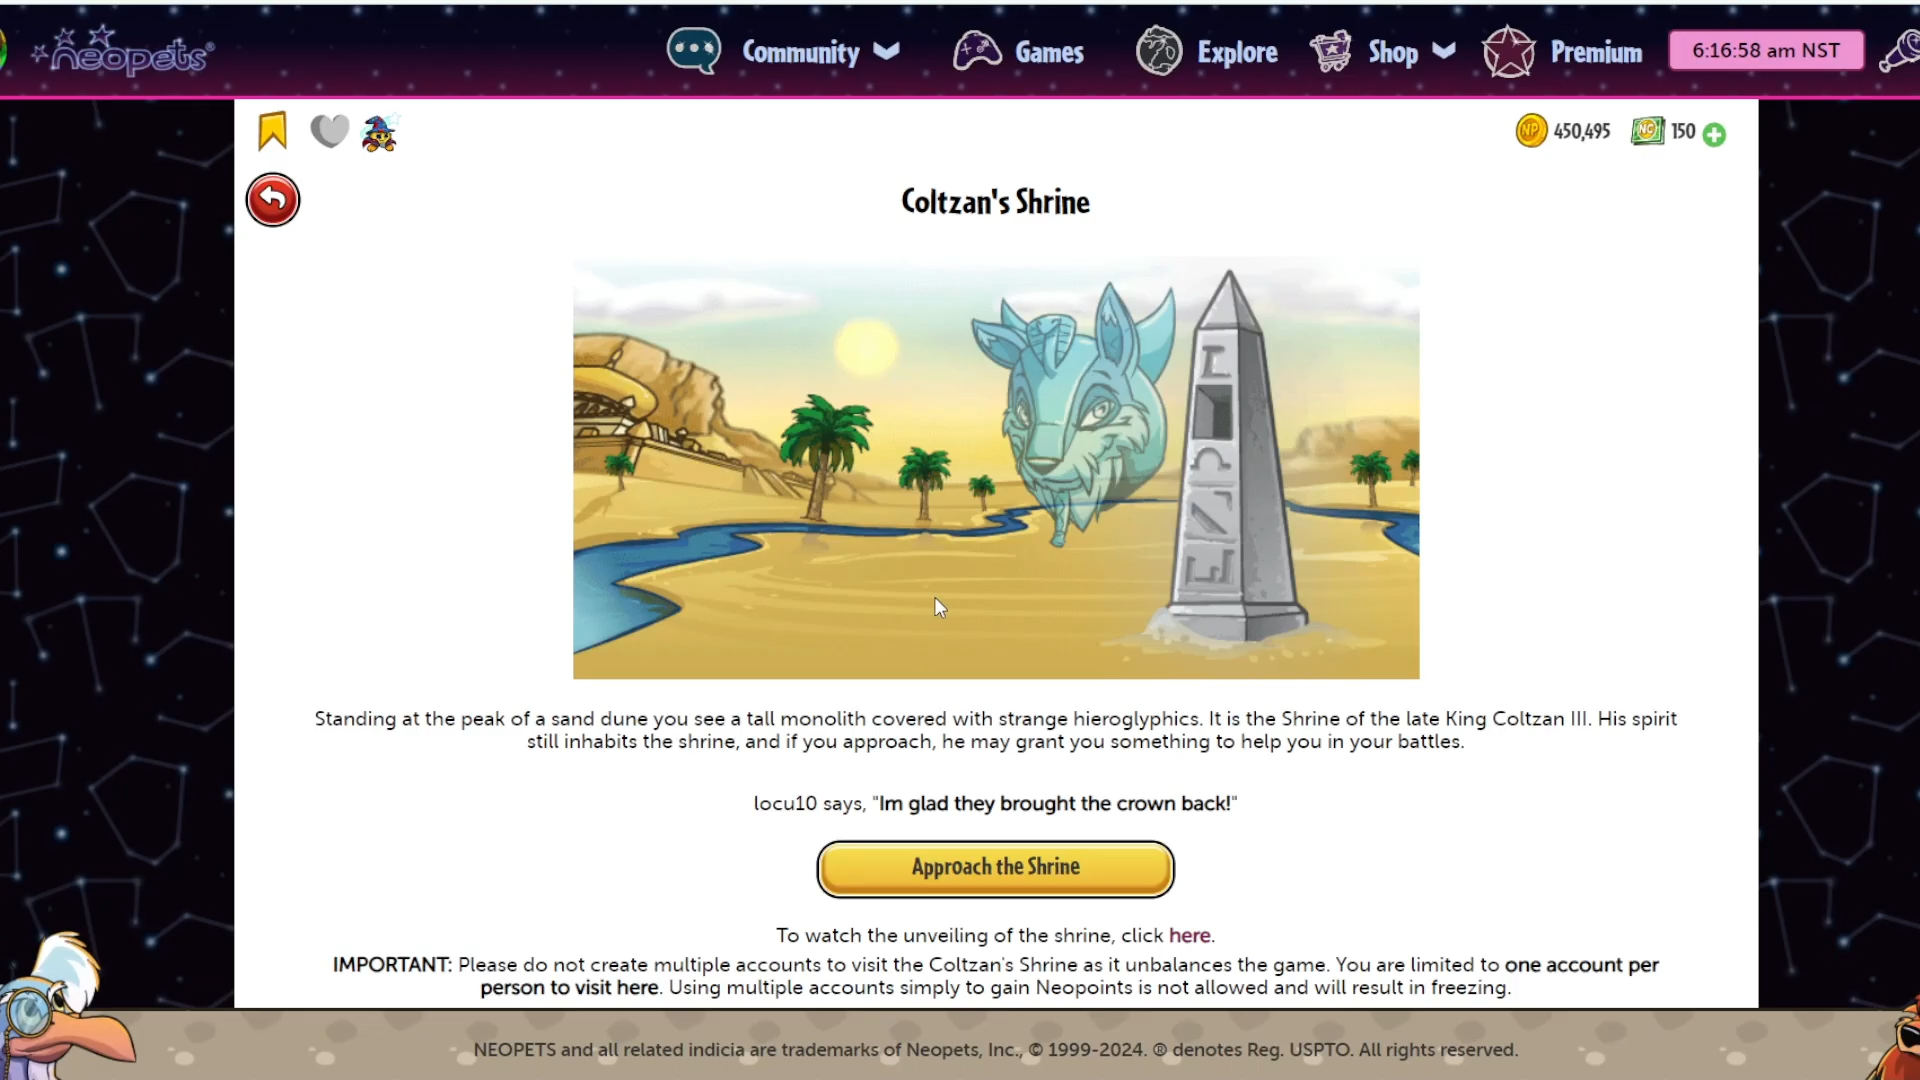 neopets®
Community
Games
Explore
Shop
Premium
6:16:58 am NST
NP 450,495
NC 150
Coltzan's Shrine
Standing at the peak of a sand dune you see a tall monolith covered with strange hieroglyphics. It is the Shrine of the late King Coltzan III. His spirit
still inhabits the shrine, and if you approach, he may grant you something to help you in your battles.
locu10 says, "Im glad they brought the crown back!"
Approach the Shrine
To watch the unveiling of the shrine, click here.
IMPORTANT: Please do not create multiple accounts to visit the Coltzan's Shrine as it unbalances the game. You are limited to one account per
person to visit here. Using multiple accounts simply to gain Neopoints is not allowed and will result in freezing.
NEOPETS and all related indicia are trademarks of Neopets, Inc., © 1999-2024. ® denotes Reg. USPTO. All rights reserved.